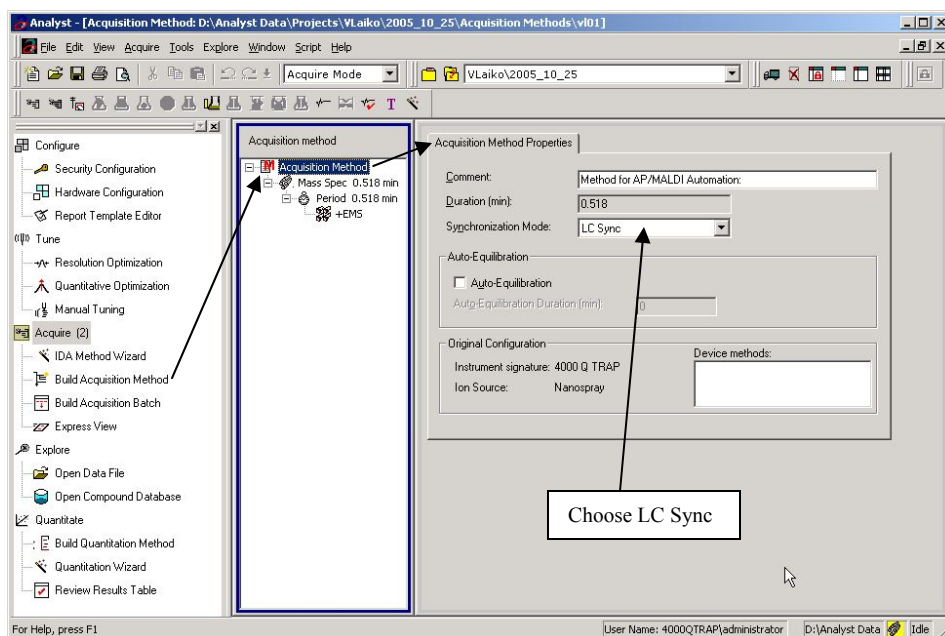 Analyst - [Acquisition Method: D:\Analyst Data\Projects\VLaiko\2005_10_25\Acquisition Methods\vl01]
File Edit View Acquire Tools Explore Window Script Help
Acquire Mode
VLaiko\2005_10_25
Configure
Security Configuration
Hardware Configuration
Report Template Editor
Tune
Resolution Optimization
Quantitative Optimization
Manual Tuning
Acquire (2)
IDA Method Wizard
Build Acquisition Method
Build Acquisition Batch
Express View
Explore
Open Data File
Open Compound Database
Quantitate
Build Quantitation Method
Quantitation Wizard
Review Results Table
Acquisition method
Acquisition Method
Mass Spec 0.518 min
Period 0.518 min
+EMS
Acquisition Method Properties
Comment: Method for AP/MALDI Automation:
Duration (min): 0.518
Synchronization Mode: LC Sync
Auto-Equilibration
Auto-Equilibration
Auto-Equilibration Duration (min): 0
Original Configuration
Instrument signature: 4000 Q TRAP
Ion Source: Nanospray
Device methods:
Choose LC Sync
For Help, press F1
User Name: 4000QTRAP\administrator D:\Analyst Data Idle